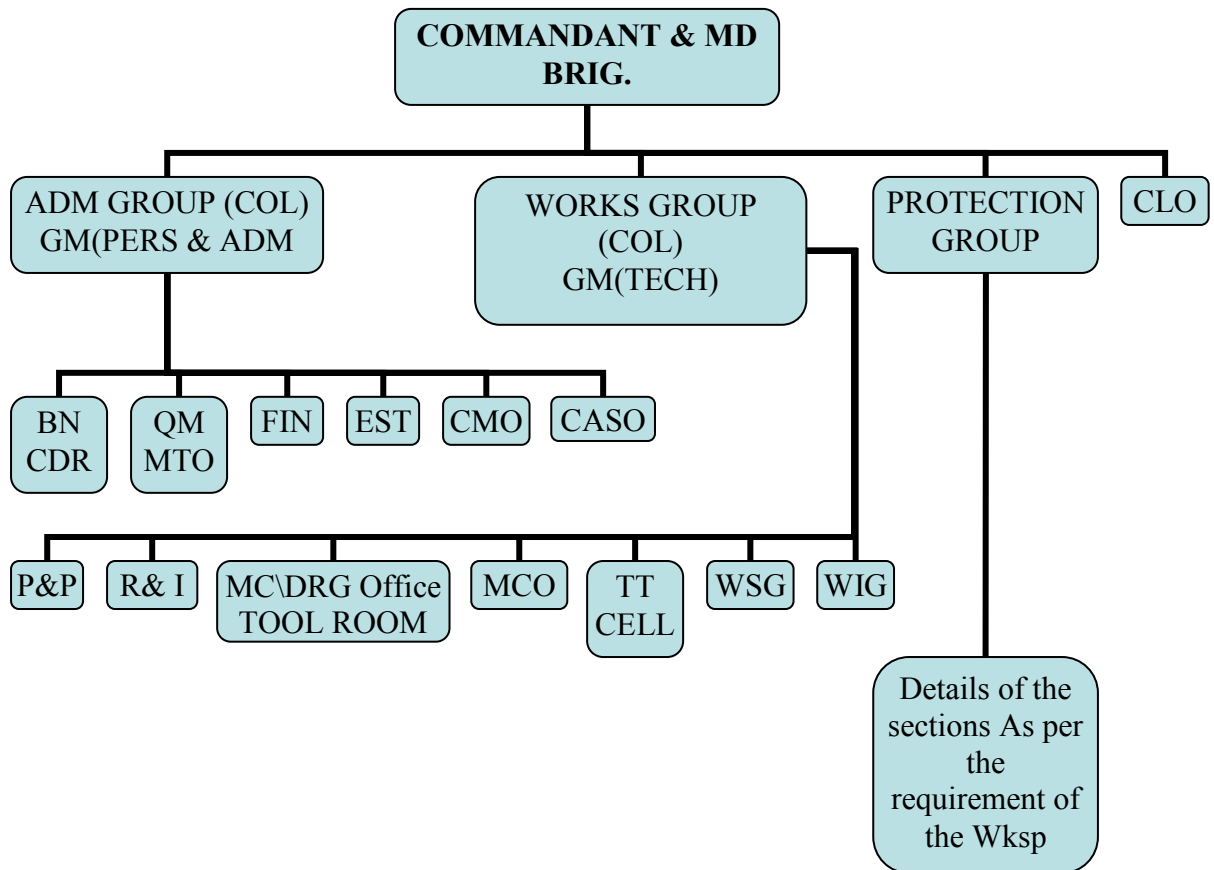 COMMANDANT & MD
BRIG.
ADM GROUP (COL)
GM(PERS & ADM
WORKS GROUP
(COL)
GM(TECH)
PROTECTION
GROUP
CLO
BN
CDR
QM
MTO
FIN
EST
CMO
CASO
P&P
R& I
MC\DRG Office
TOOL ROOM
MCO
TT
CELL
WSG
WIG
Details of the
sections As per
the
requirement of
the Wksp